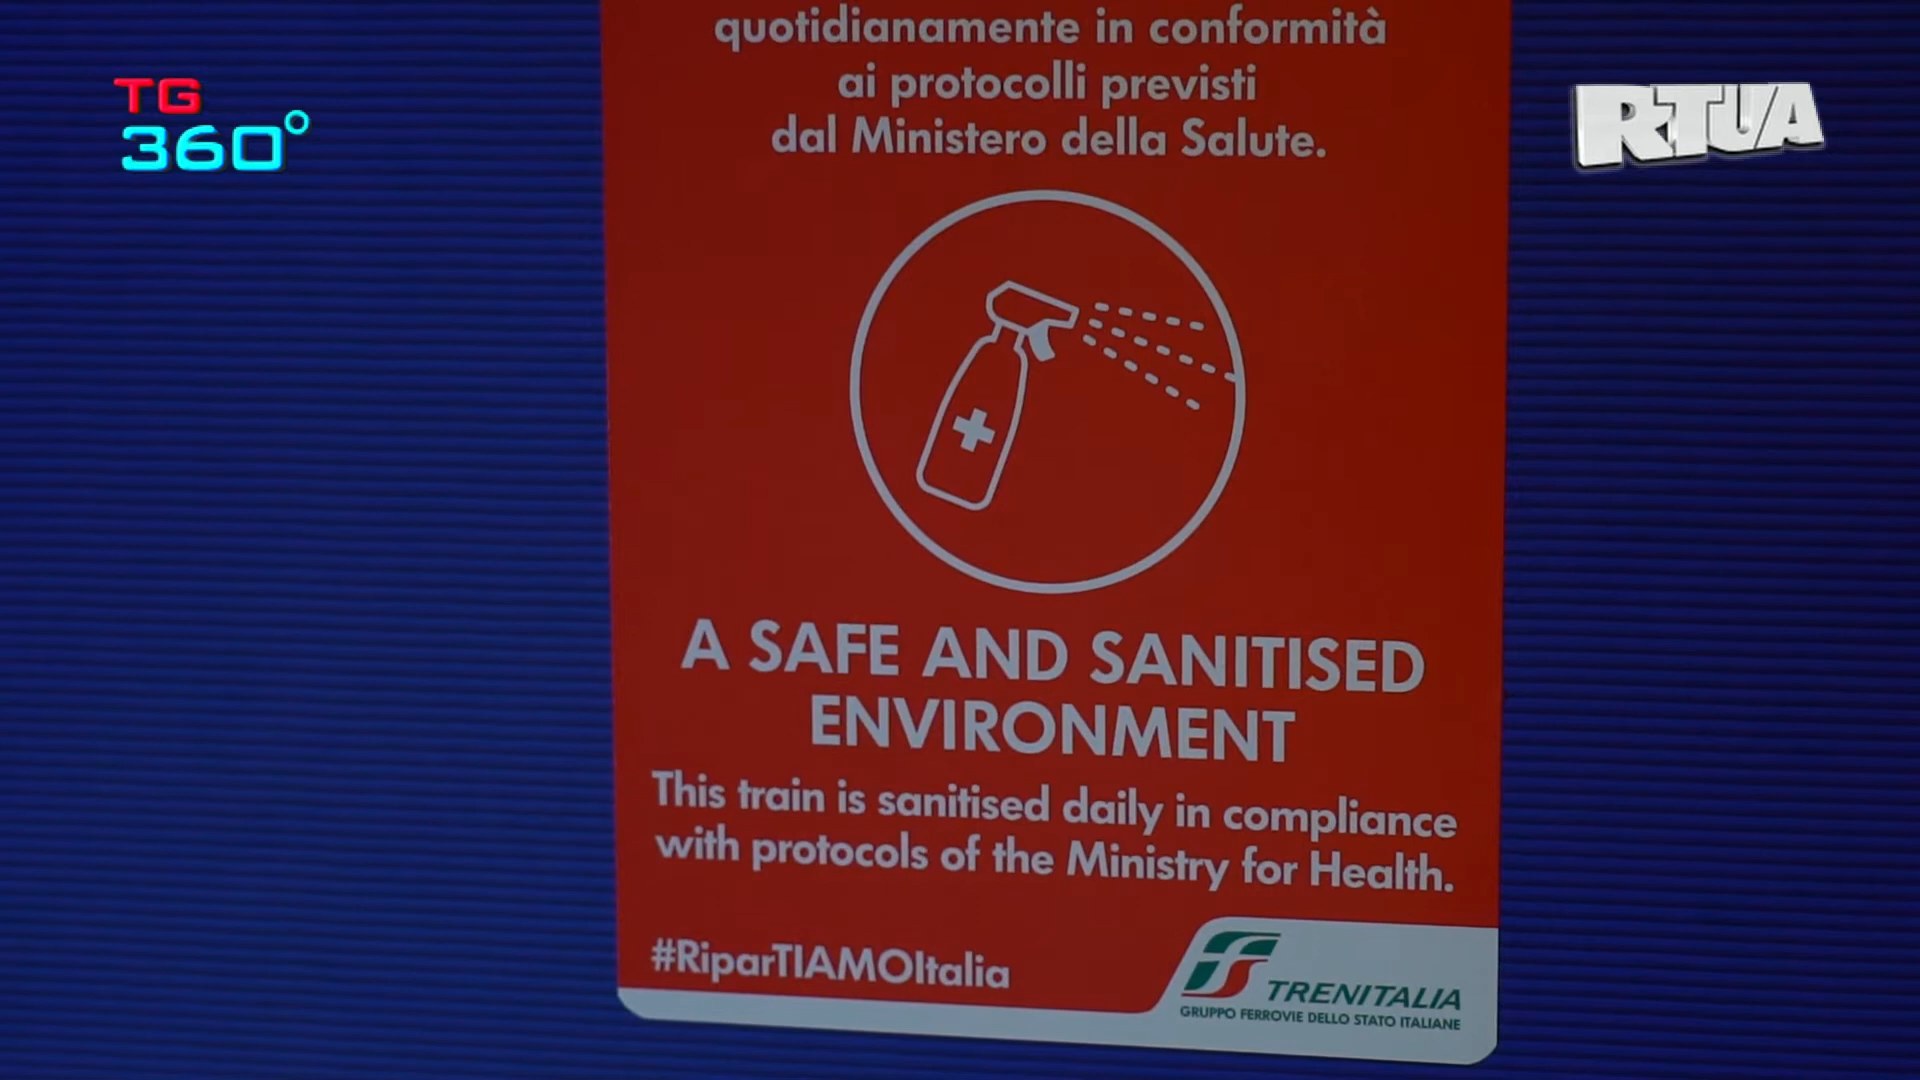 TG
360°
RTUA
quotidianamente in conformità
ai protocolli previsti
dal Ministero della Salute.
A SAFE AND SANITISED
ENVIRONMENT
This train is sanitised daily in compliance
with protocols of the Ministry for Health.
#RiparTIAMOItalia
TRENITALIA
GRUPPO FERROVIE DELLO STATO ITALIANE